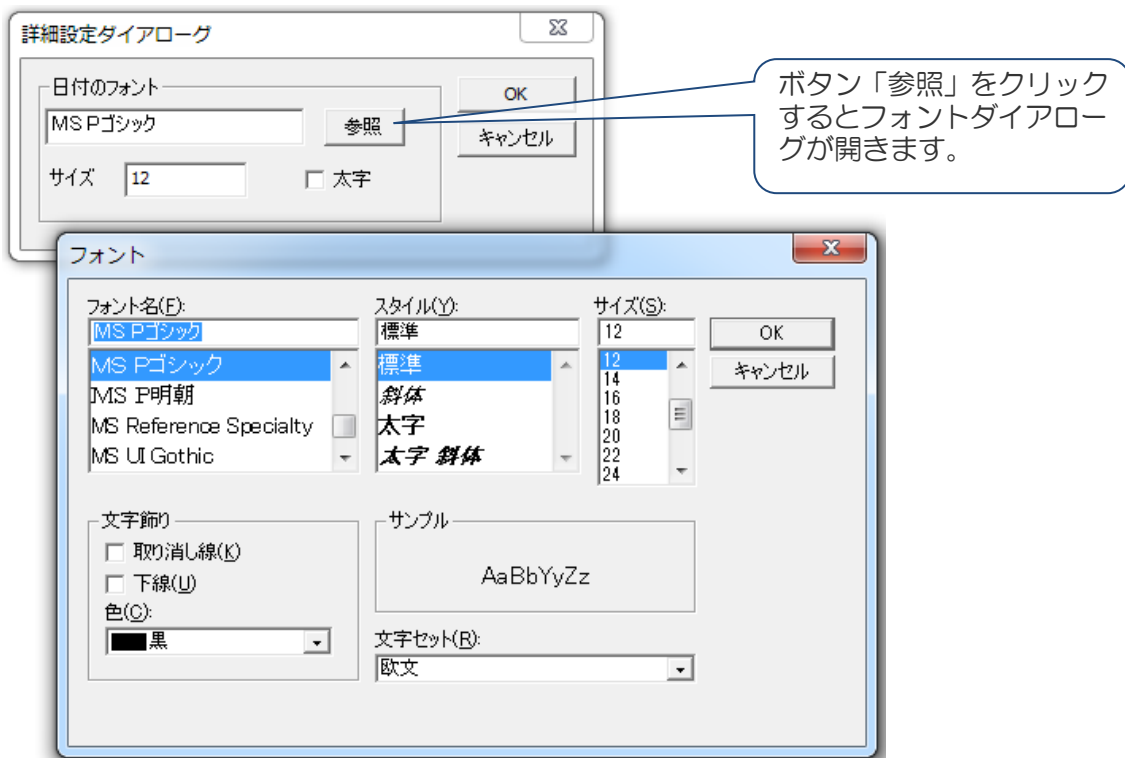 詳細設定ダイアローグ
日付のフォント
MS Pゴシック
参照
OK
キャンセル
サイズ
12
太字
ボタン「参照」をクリック
するとフォントダイアロー
グが開きます。
フォント
フォント名(F):
MS Pゴシック
MS Pゴシック
MS P明朝
MS Reference Specialty
MS UI Gothic
スタイル(Y):
標準
標準
斜体
太字
太字 斜体
サイズ(S):
12
12
14
16
18
20
22
24
OK
キャンセル
文字飾り
取り消し線(K)
下線(U)
色(C):
黒
サンプル
AaBbYyZz
文字セット(R):
欧文